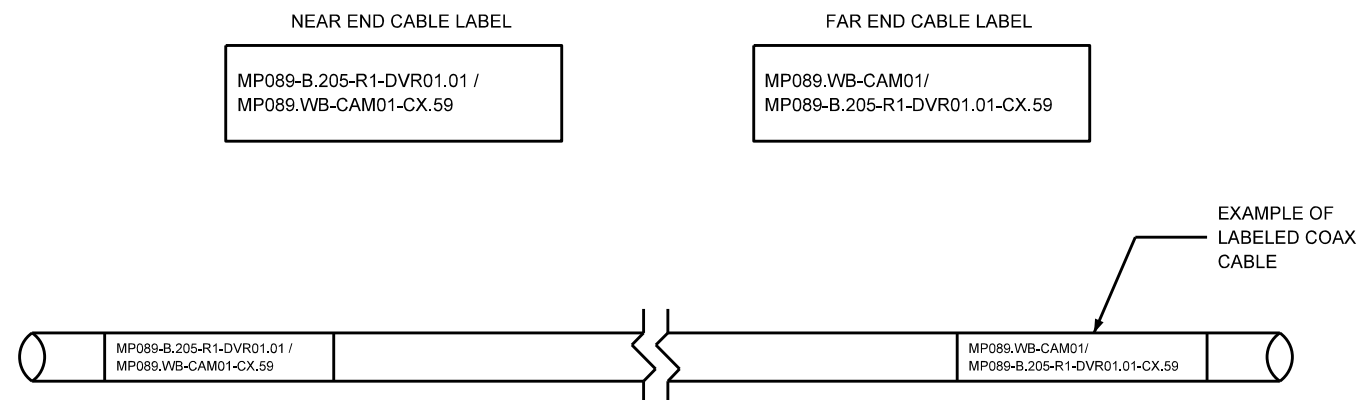 NEAR END CABLE LABEL
MP089-B.205-R1-DVR01.01 /
MP089.WB-CAM01-CX.59
FAR END CABLE LABEL
MP089.WB-CAM01/
MP089-B.205-R1-DVR01.01-CX.59
EXAMPLE OF
LABELED COAX
CABLE
MP089-B.205-R1-DVR01.01 /
MP089.WB-CAM01-CX.59
MP089.WB-CAM01/
MP089-B.205-R1-DVR01.01-CX.59